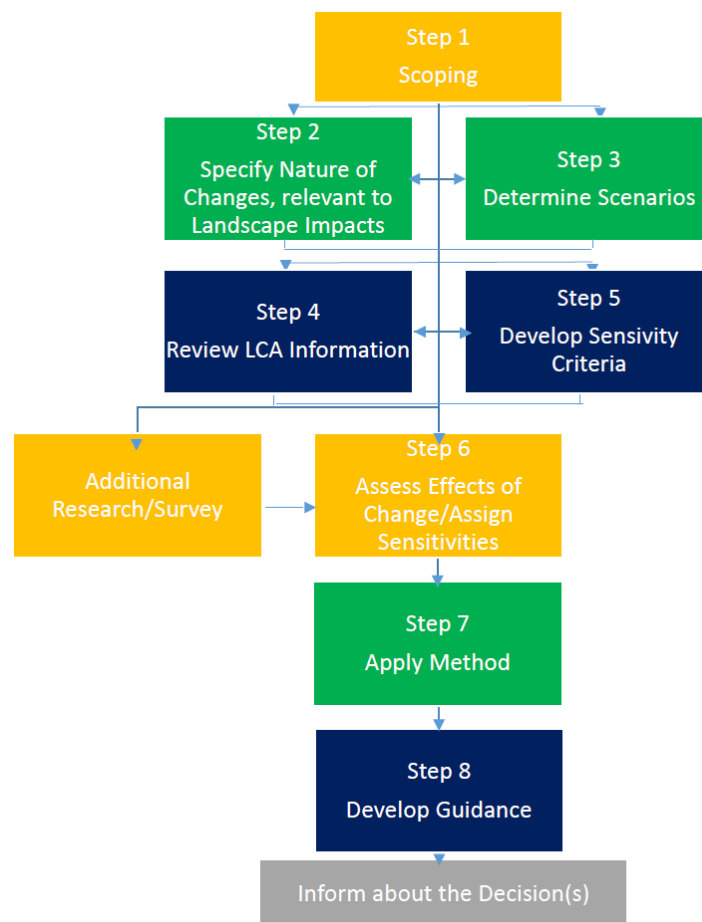 Step 1
Scoping
Step 2
Specify Nature of
Changes, relevant to
Landscape Impacts
Step 3
Determine Scenarios
Step 4
Review LCA Information
Step 5
Develop Sensivity
Criteria
Additional
Research/Survey
Step 6
Assess Effects of
Change/Assign
Sensitivities
Step 7
Apply Method
Step 8
Develop Guidance
Inform about the Decision(s)